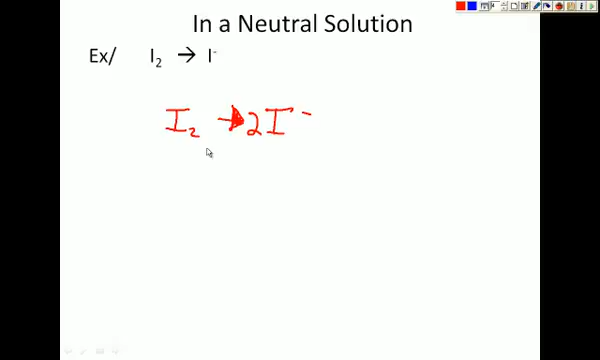 In a Neutral Solution
Ex/ I₂ → I⁻
I₂ → 2I⁻